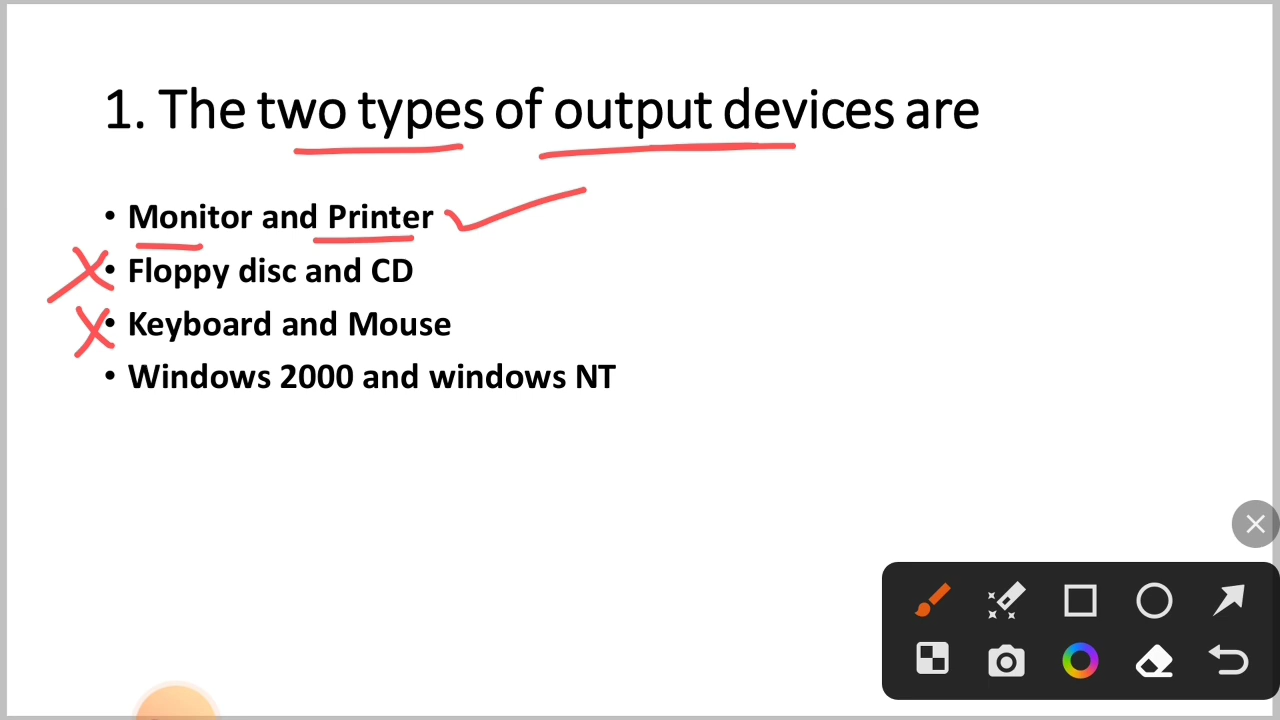 1. The two types of output devices are
• Monitor and Printer
• Floppy disc and CD
• Keyboard and Mouse
• Windows 2000 and windows NT